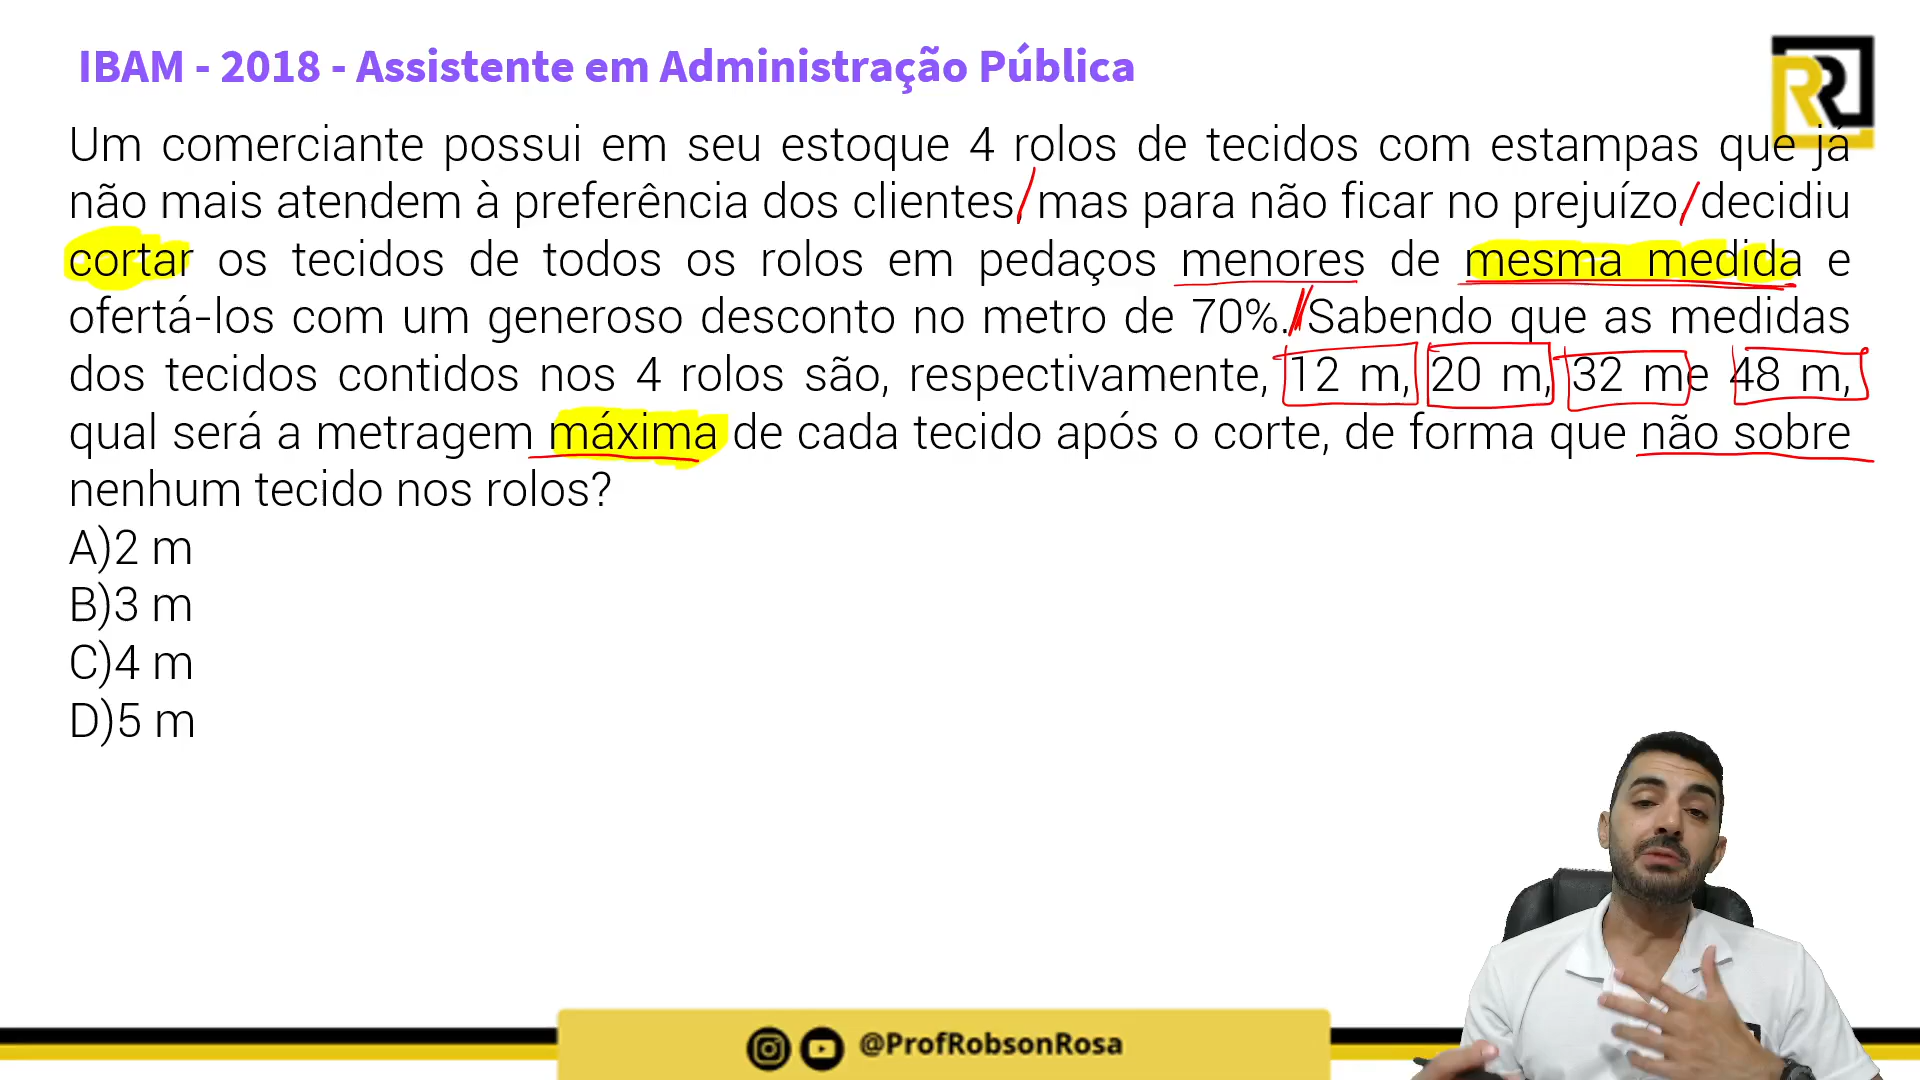 IBAM - 2018 - Assistente em Administração Pública
Um comerciante possui em seu estoque 4 rolos de tecidos com estampas que já
não mais atendem à preferência dos clientes/mas para não ficar no prejuízo/decidiu
cortar os tecidos de todos os rolos em pedaços menores de mesma medida e
ofertá-los com um generoso desconto no metro de 70%. Sabendo que as medidas
dos tecidos contidos nos 4 rolos são, respectivamente, 12 m, 20 m, 32 me 48 m,
qual será a metragem máxima de cada tecido após o corte, de forma que não sobre
nenhum tecido nos rolos?
A)2 m
B)3 m
C)4 m
D)5 m
@ProfRobsonRosa